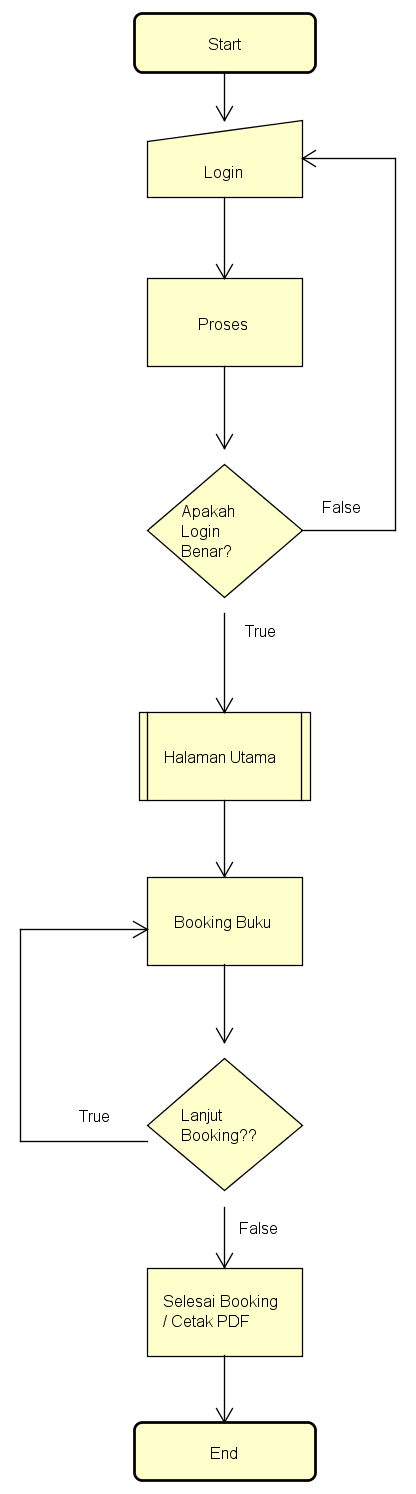 Start
Login
Proses
Apakah
Login
Benar?
False
True
Halaman Utama
Booking Buku
Lanjut
Booking??
True
False
Selesai Booking
/ Cetak PDF
End